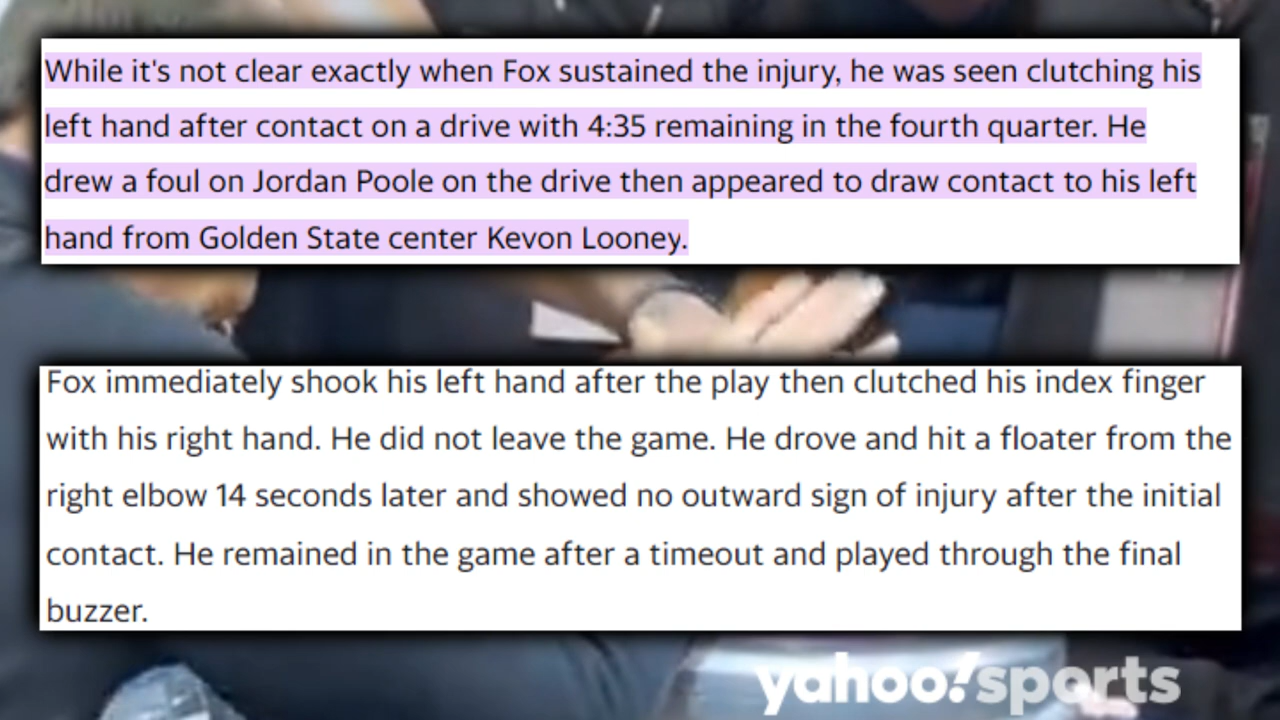 While it's not clear exactly when Fox sustained the injury, he was seen clutching his
left hand after contact on a drive with 4:35 remaining in the fourth quarter. He
drew a foul on Jordan Poole on the drive then appeared to draw contact to his left
hand from Golden State center Kevon Looney.
Fox immediately shook his left hand after the play then clutched his index finger
with his right hand. He did not leave the game. He drove and hit a floater from the
right elbow 14 seconds later and showed no outward sign of injury after the initial
contact. He remained in the game after a timeout and played through the final
buzzer.
yahoo!sports